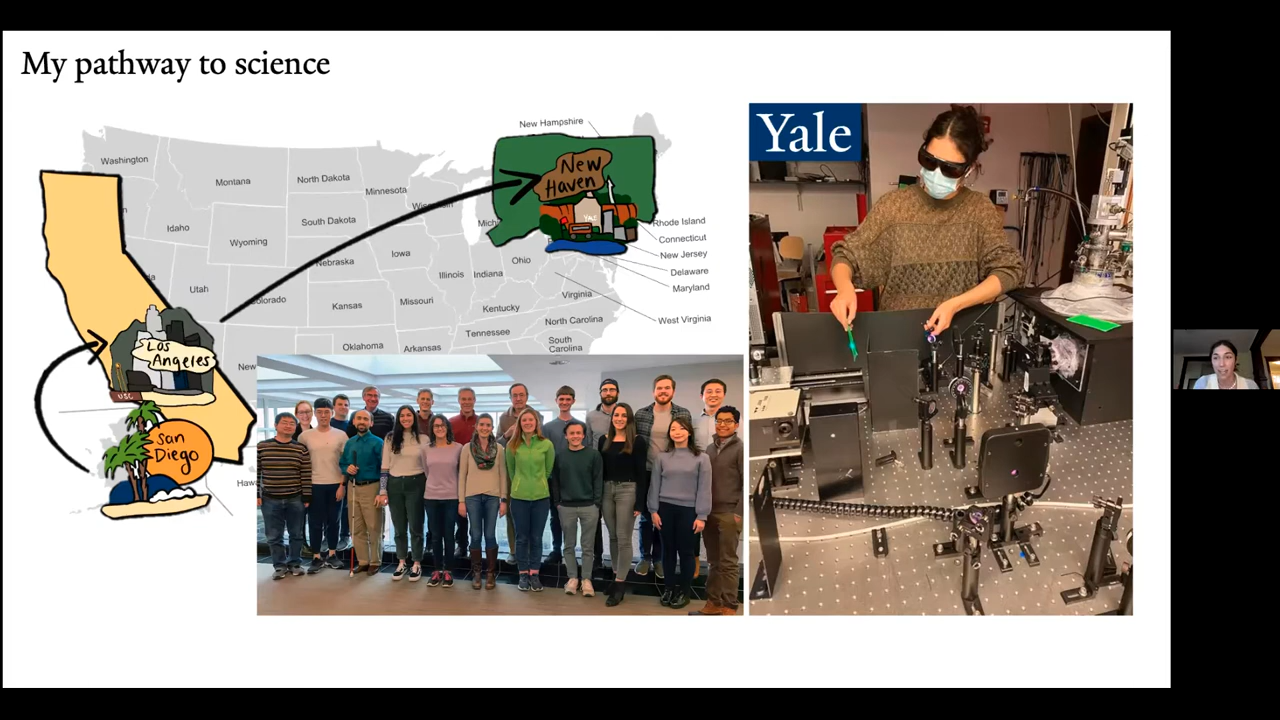 My pathway to science
Yale
New Hampshire
Washington
Montana
North Dakota
Minnesota
New
Haven
YALE
Idaho
South Dakota
Wyoming
Rhode Island
Connecticut
New Jersey
Delaware
Maryland
Iowa
Nebraska
Ohio
Illinois
Indiana
Utah
Colorado
Kansas
Missouri
Kentucky
Virginia
West Virginia
North Carolina
Tennessee
South
Carolina
Oklahoma
Arkansas
Los
Angeles
USC
San
Diego